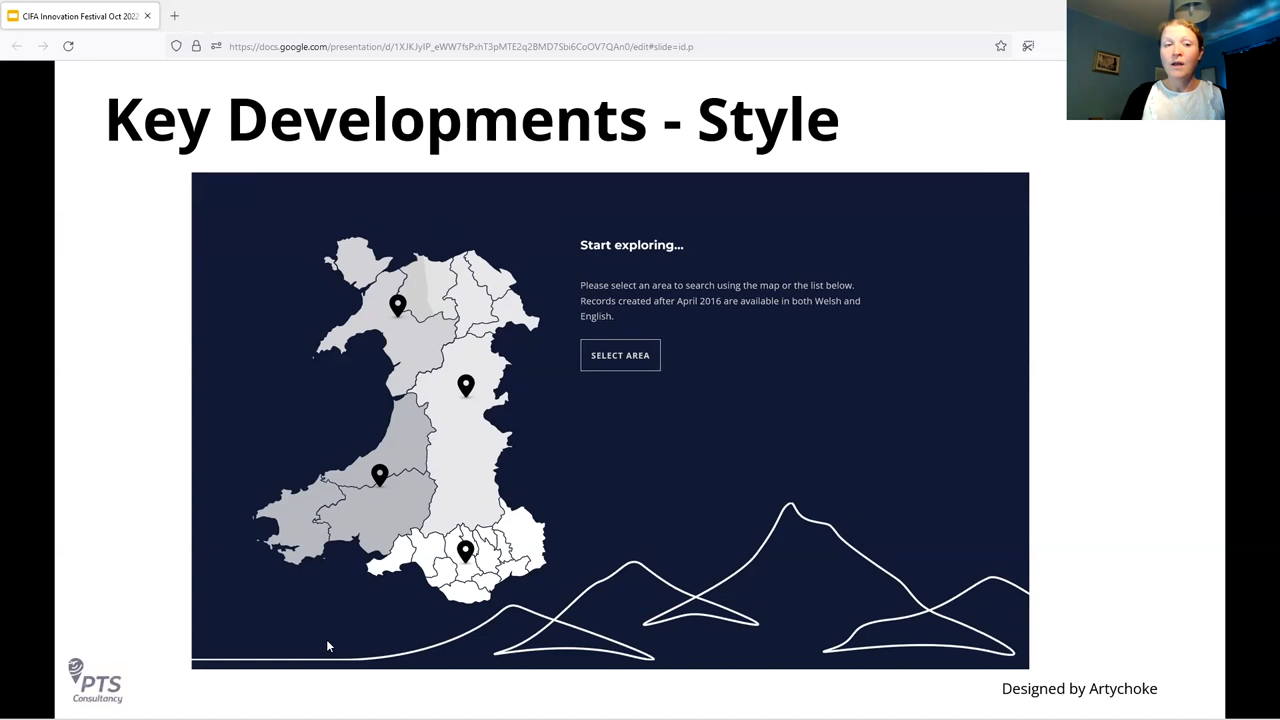 CIFA Innovation Festival Oct 2022
https://docs.google.com/presentation/d/1XJKJyIP_eWW7fsPxhT3pMTE2q2BMD7Sbi6CoOV7QAn0/edit#slide=id.p
Key Developments - Style
Start exploring...
Please select an area to search using the map or the list below.
Records created after April 2016 are available in both Welsh and
English.
SELECT AREA
PTS
Consultancy
Designed by Artychoke